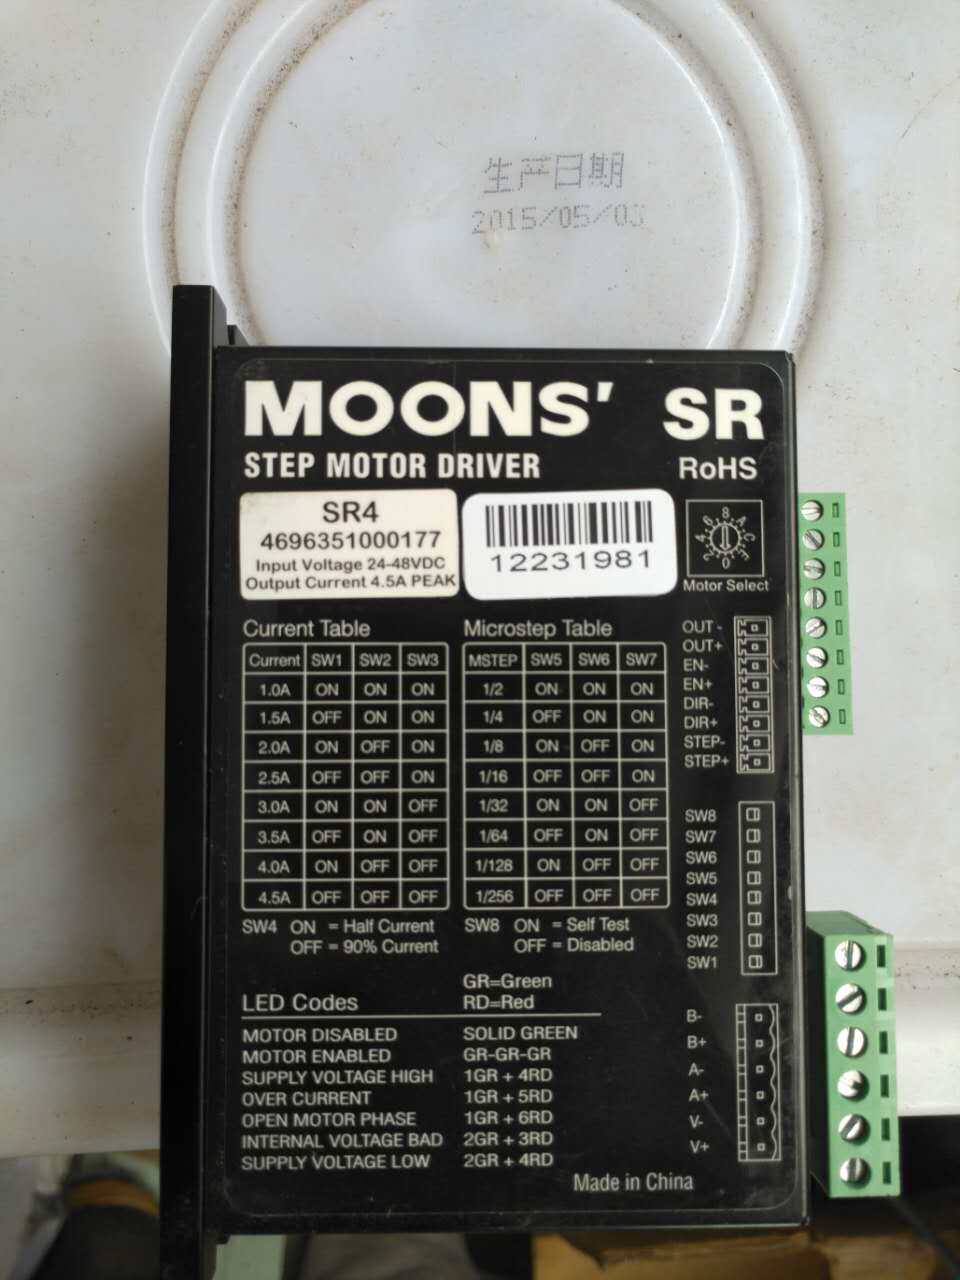 生产日期
2015/05/03
MOONS' SR
STEP MOTOR DRIVER RoHS
SR4
4696351000177
Input Voltage 24-48VDC
Output Current 4.5A PEAK
12231981
0 2 4 6 8 A C E
Motor Select
Current Table
Current SW1 SW2 SW3
1.0A ON ON ON
1.5A OFF ON ON
2.0A ON OFF ON
2.5A OFF OFF ON
3.0A ON ON OFF
3.5A OFF ON OFF
4.0A ON OFF OFF
4.5A OFF OFF OFF
SW4 ON = Half Current
OFF = 90% Current
Microstep Table
MSTEP SW5 SW6 SW7
1/2 ON ON ON
1/4 OFF ON ON
1/8 ON OFF ON
1/16 OFF OFF ON
1/32 ON ON OFF
1/64 OFF ON OFF
1/128 ON OFF OFF
1/256 OFF OFF OFF
SW8 ON = Self Test
OFF = Disabled
OUT-
OUT+
EN-
EN+
DIR-
DIR+
STEP-
STEP+
SW8
SW7
SW6
SW5
SW4
SW3
SW2
SW1
GR=Green
LED Codes RD=Red
MOTOR DISABLED SOLID GREEN
MOTOR ENABLED GR-GR-GR
SUPPLY VOLTAGE HIGH 1GR + 4RD
OVER CURRENT 1GR + 5RD
OPEN MOTOR PHASE 1GR + 6RD
INTERNAL VOLTAGE BAD 2GR + 3RD
SUPPLY VOLTAGE LOW 2GR + 4RD
B-
B+
A-
A+
V-
V+
Made in China